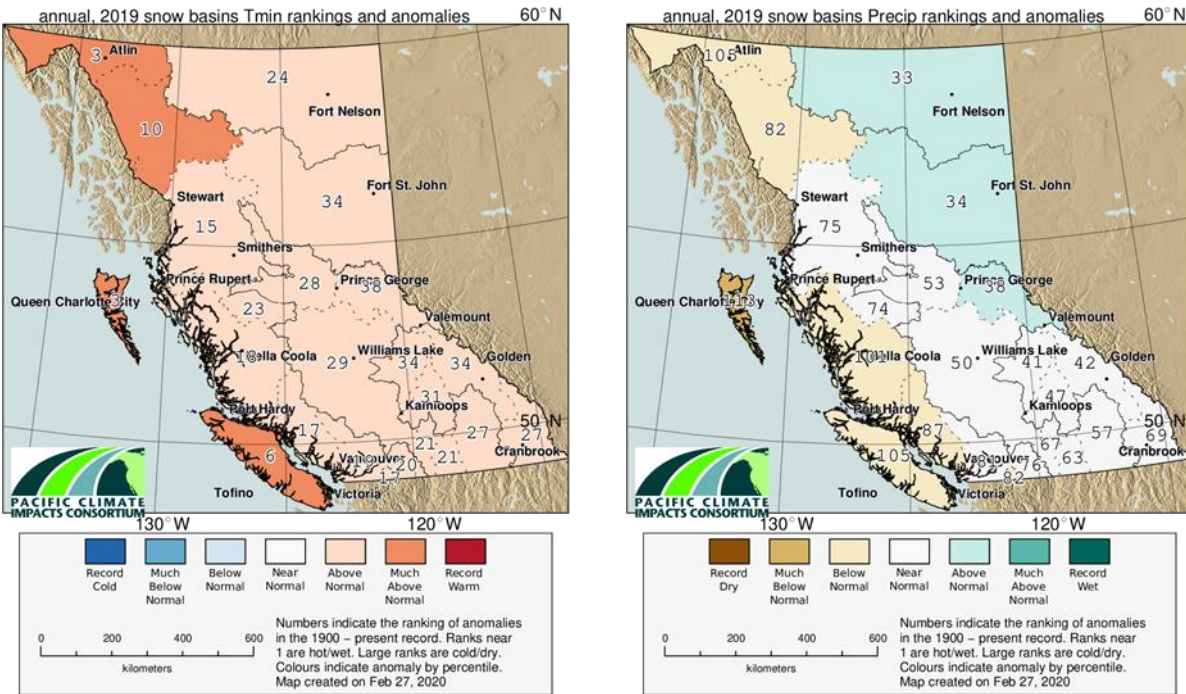 annual, 2019 snow basins Tmin rankings and anomalies 60°N
3 Atlin
24
Fort Nelson
10
Fort St. John
34
Stewart
15
Smithers
Prince Rupert 28 Prince George 38
Queen Charlotte City 3
23
Valemount
Bella Coola 29 Williams Lake 34 34 Golden
31
Port Hardy Kamloops 50°N
17 21 27 27
6 Vancouver 20 21 Cranbrook
17
Tofino Victoria
PACIFIC CLIMATE
IMPACTS CONSORTIUM
130°W 120°W
Record Cold
Much Below Normal
Below Normal
Near Normal
Above Normal
Much Above Normal
Record Warm
Numbers indicate the ranking of anomalies
in the 1900 – present record. Ranks near
1 are hot/wet. Large ranks are cold/dry.
Colours indicate anomaly by percentile.
Map created on Feb 27, 2020
0 200 400 600
kilometers
annual, 2019 snow basins Precip rankings and anomalies 60°N
105 Atlin
33
Fort Nelson
82
Fort St. John
34
Stewart
75
Smithers
Prince Rupert 53 Prince George 38
Queen Charlotte City 113
74
Valemount
101 Bella Coola 50 Williams Lake 41 42 Golden
47
Port Hardy Kamloops 50°N
87 67 57 69
105 Vancouver 76 63 Cranbrook
82
Tofino Victoria
PACIFIC CLIMATE
IMPACTS CONSORTIUM
130°W 120°W
Record Dry
Much Below Normal
Below Normal
Near Normal
Above Normal
Much Above Normal
Record Wet
Numbers indicate the ranking of anomalies
in the 1900 – present record. Ranks near
1 are hot/wet. Large ranks are cold/dry.
Colours indicate anomaly by percentile.
Map created on Feb 27, 2020
0 200 400 600
kilometers